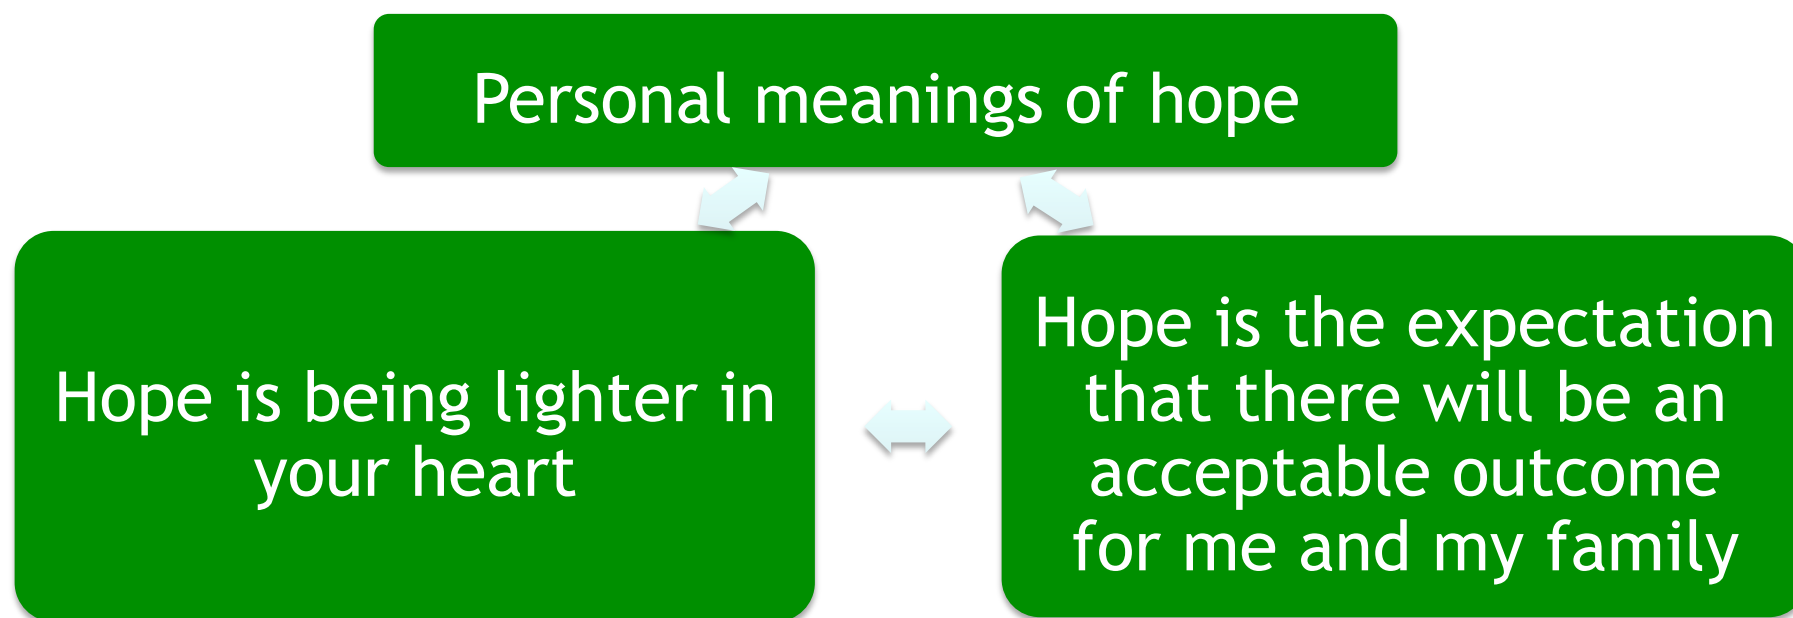 Personal meanings of hope
Hope is being lighter in
your heart
Hope is the expectation
that there will be an
acceptable outcome
for me and my family